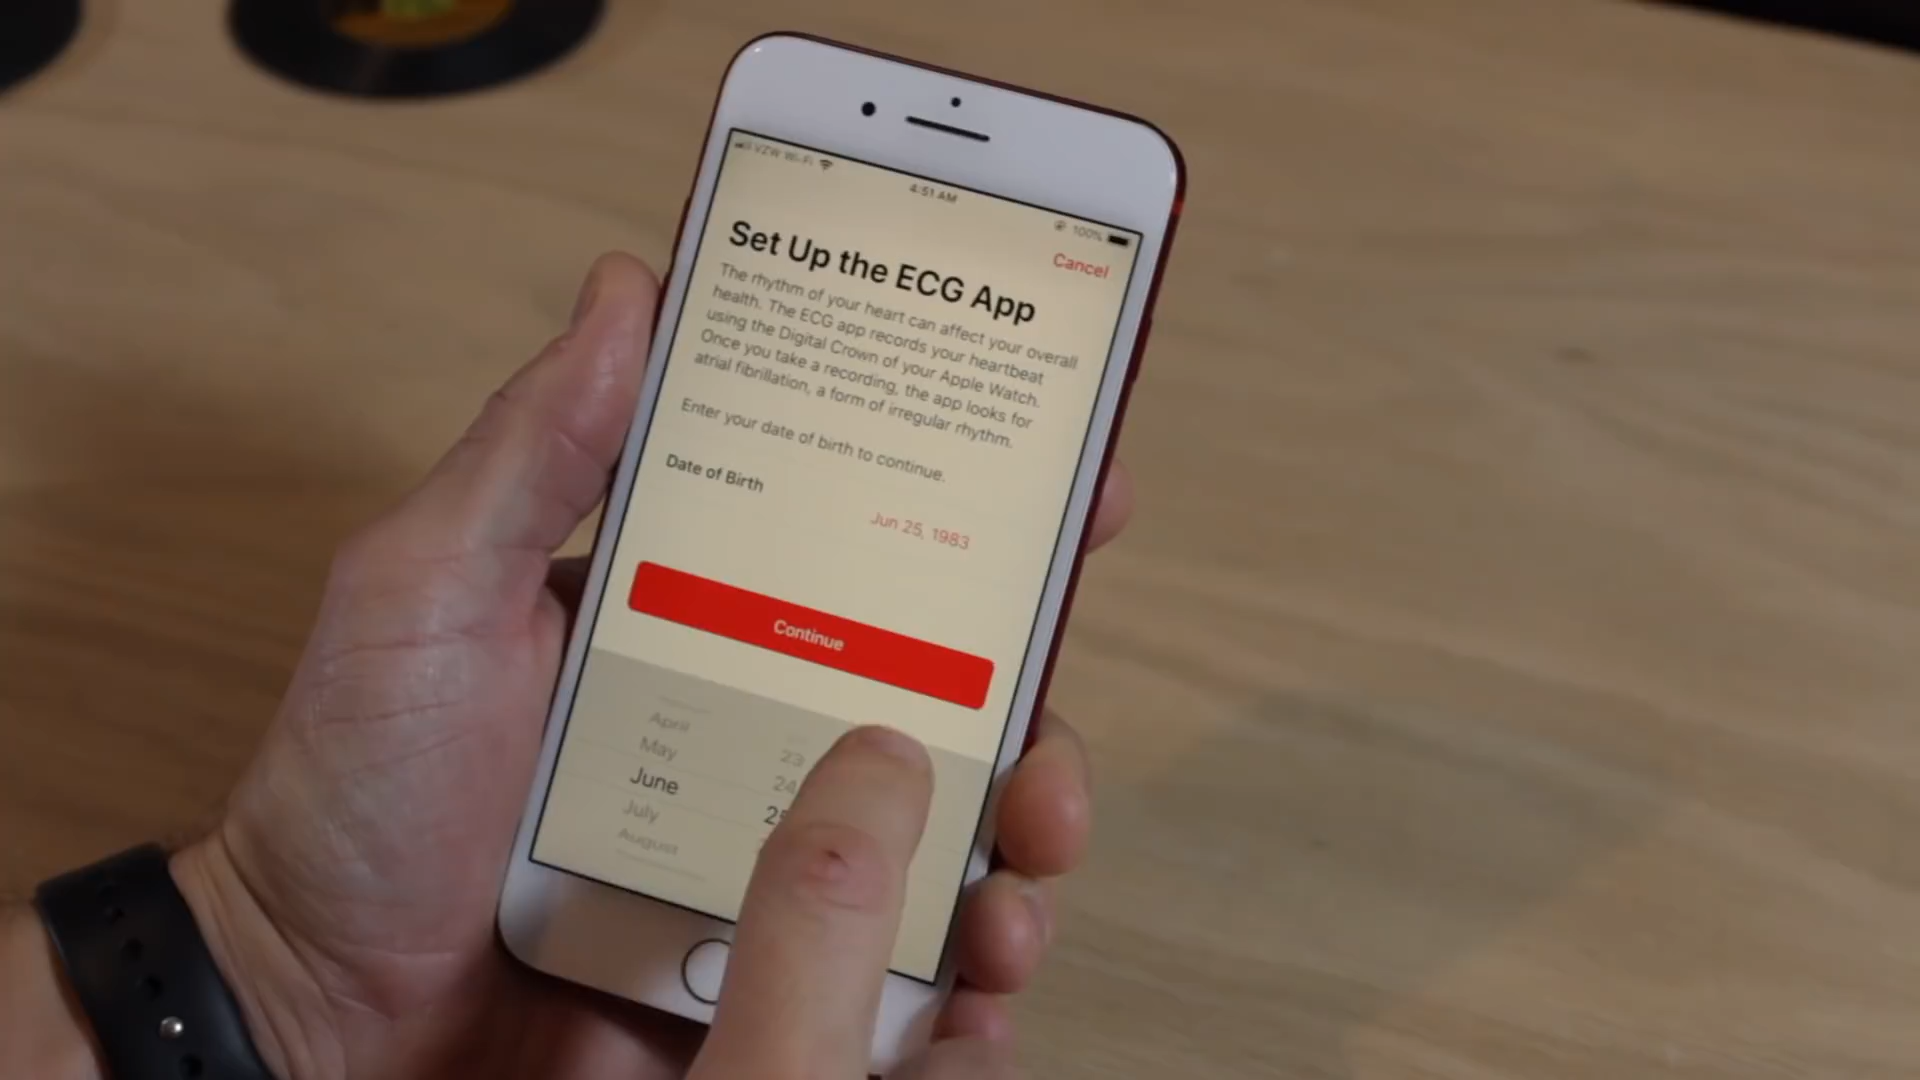 VZW Wi-Fi
4:51 AM
100%
Cancel
Set Up the ECG App
The rhythm of your heart can affect your overall
health. The ECG app records your heartbeat
using the Digital Crown of your Apple Watch.
Once you take a recording, the app looks for
atrial fibrillation, a form of irregular rhythm.
Enter your date of birth to continue.
Date of Birth
Jun 25, 1983
Continue
April
May 23
June 24
July 25
August